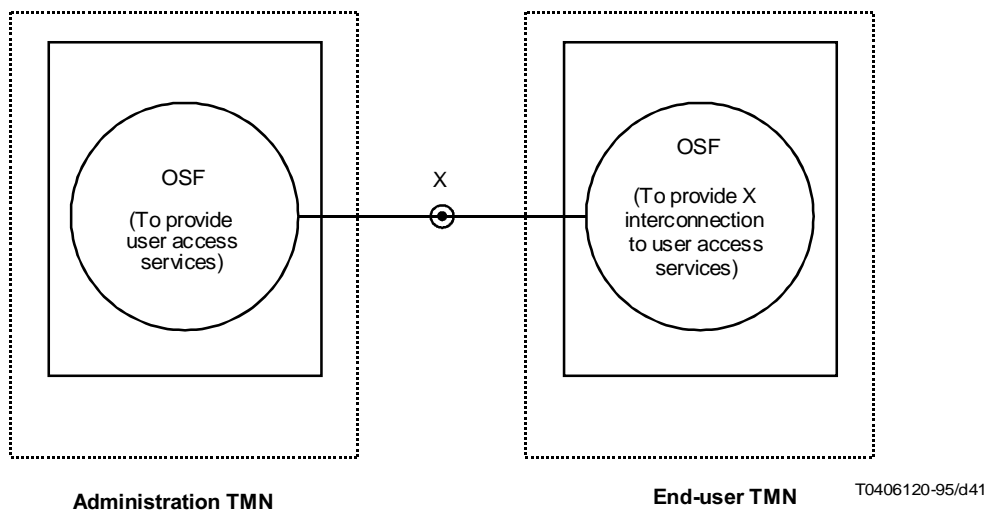 OSF
(To provide
user access
services)
X
OSF
(To provide X
interconnection
to user access
services)
Administration TMN
End-user TMN
T0406120-95/d41